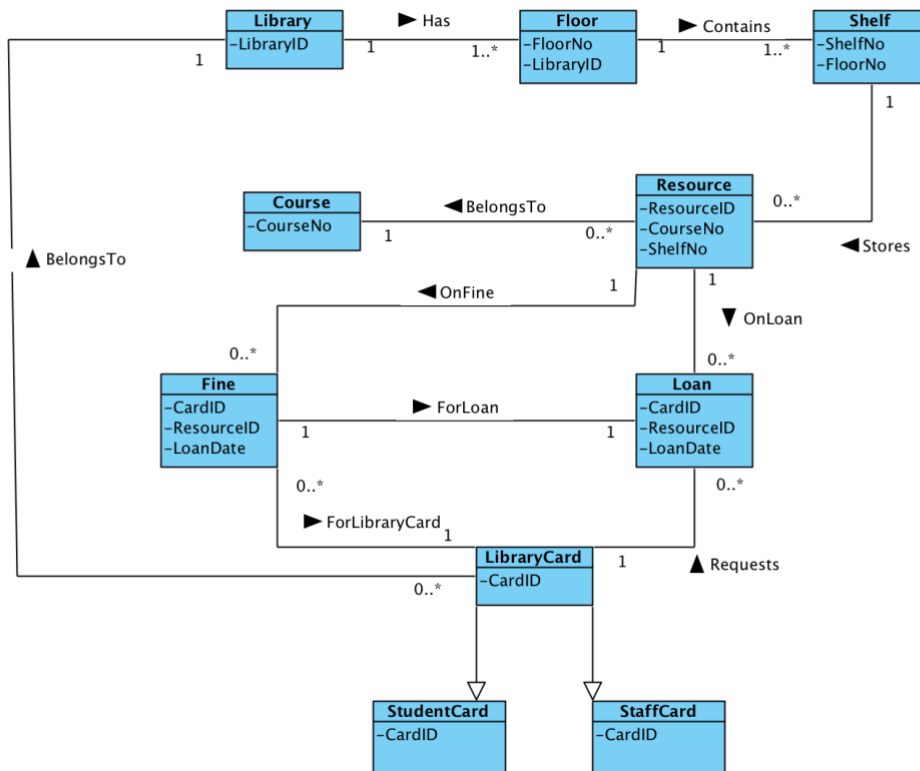 Library
-LibraryID
1
Has
1
1..*
Floor
-FloorNo
-LibraryID
1
Contains
1..*
Shelf
-ShelfNo
-FloorNo
1
Course
-CourseNo
1
BelongsTo
0..*
Resource
-ResourceID
-CourseNo
-ShelfNo
0..*
Stores
BelongsTo
OnFine
1
1
OnLoan
0..*
0..*
Fine
-CardID
-ResourceID
-LoanDate
1
ForLoan
1
Loan
-CardID
-ResourceID
-LoanDate
0..*
0..*
ForLibraryCard
1
LibraryCard
-CardID
1
Requests
0..*
StudentCard
-CardID
StaffCard
-CardID